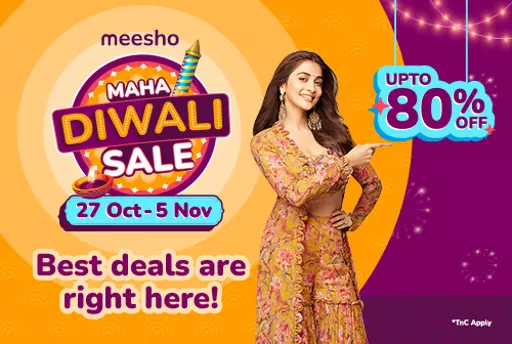 meesho
MAHA
DIWALI
SALE
27 Oct - 5 Nov
Best deals are
right here!
UPTO
80% OFF
*TnC Apply